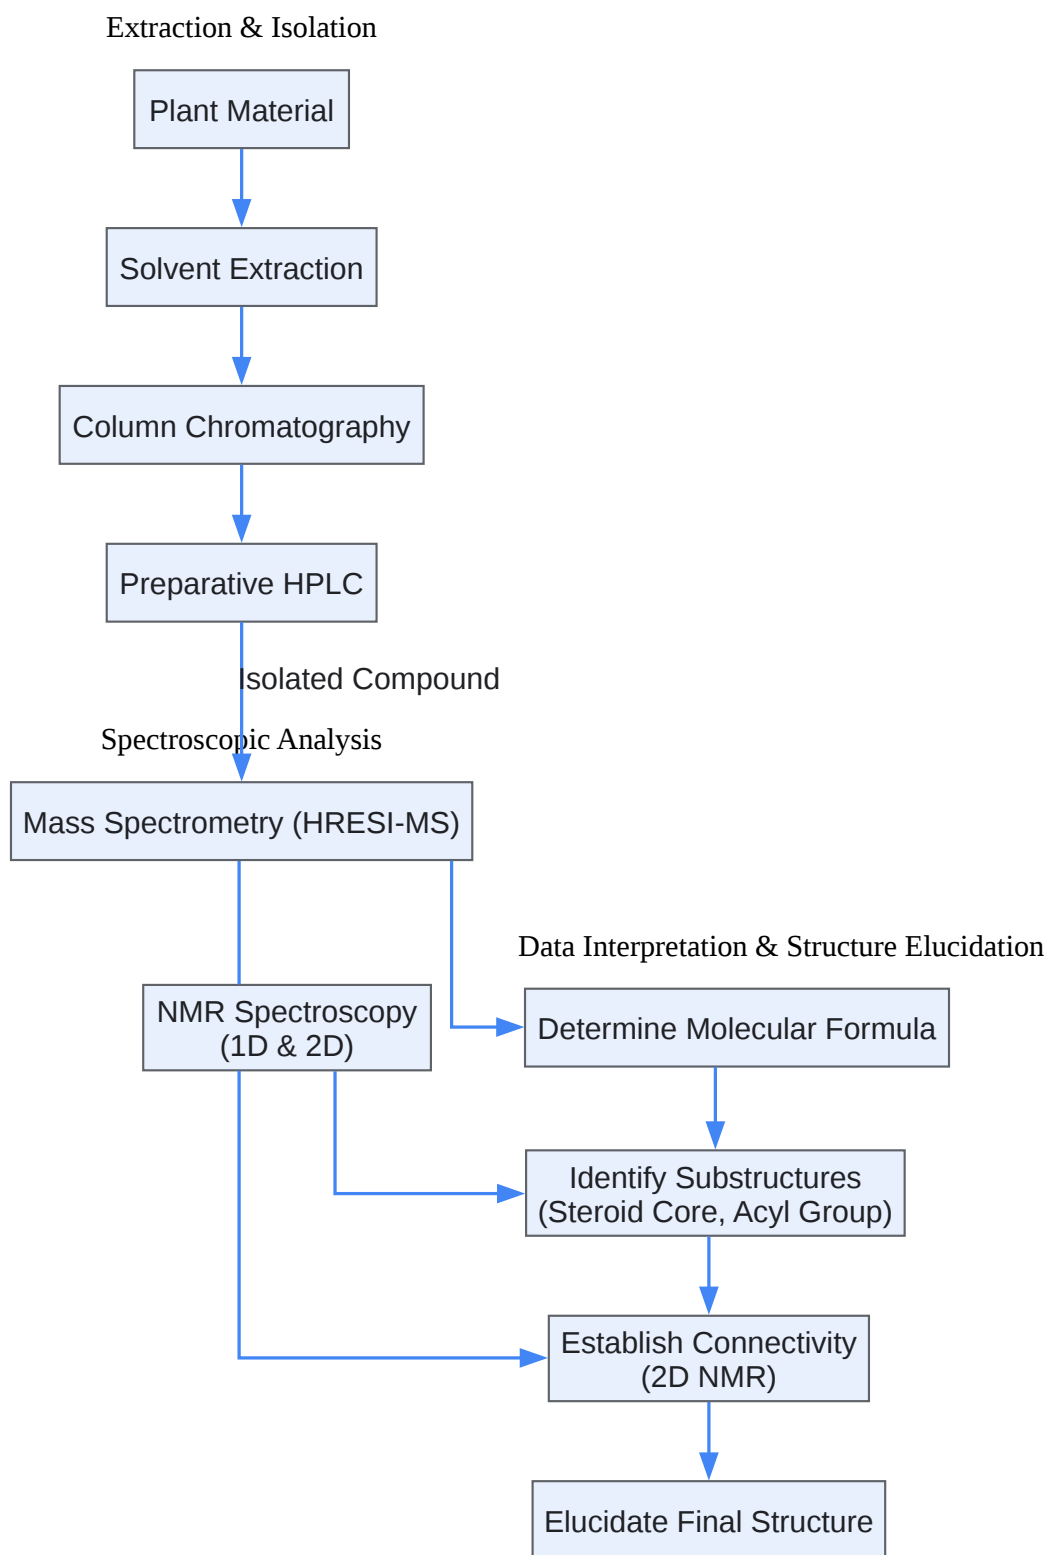 Extraction & Isolation
Plant Material
Solvent Extraction
Column Chromatography
Preparative HPLC
Isolated Compound
Spectroscopic Analysis
Mass Spectrometry (HRESI-MS)
Data Interpretation & Structure Elucidation
NMR Spectroscopy
(1D & 2D)
Determine Molecular Formula
Identify Substructures
(Steroid Core, Acyl Group)
Establish Connectivity
(2D NMR)
Elucidate Final Structure